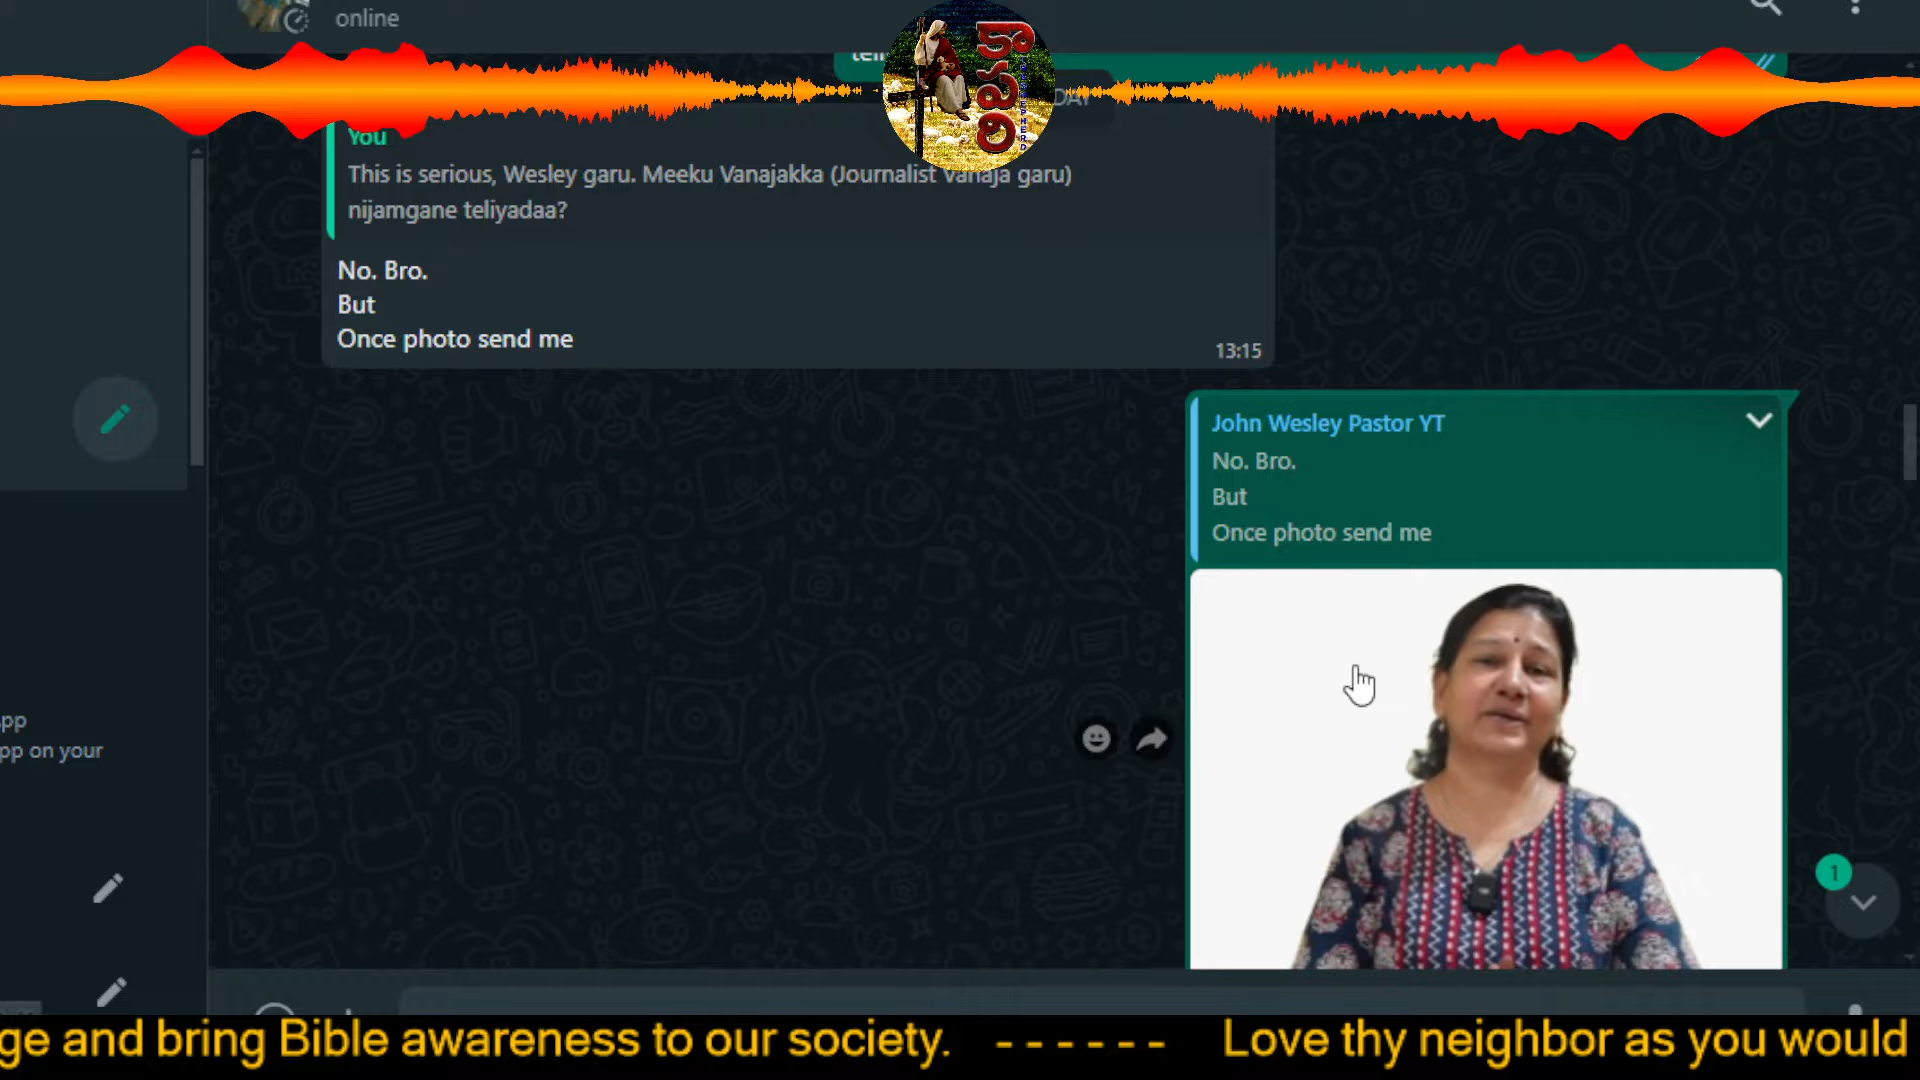 online
కాపరి
You
This is serious, Wesley garu. Meeku Vanajakka (Journalist Vanaja garu)
nijamgane teliyadaa?
No. Bro.
But
Once photo send me
13:15
John Wesley Pastor YT
No. Bro.
But
Once photo send me
pp
pp on your
1
ge and bring Bible awareness to our society. ------ Love thy neighbor as you would